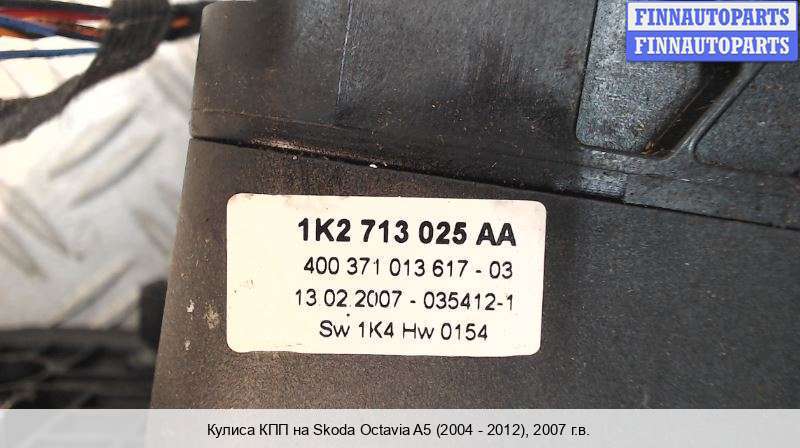 FINNAUTOPARTS
FINNAUTOPARTS
1K2 713 025 AA
400 371 013 617 - 03
13 02.2007 - 035412-1
Sw 1K4 Hw 0154
Кулиса КПП на Skoda Octavia A5 (2004 - 2012), 2007 г.в.